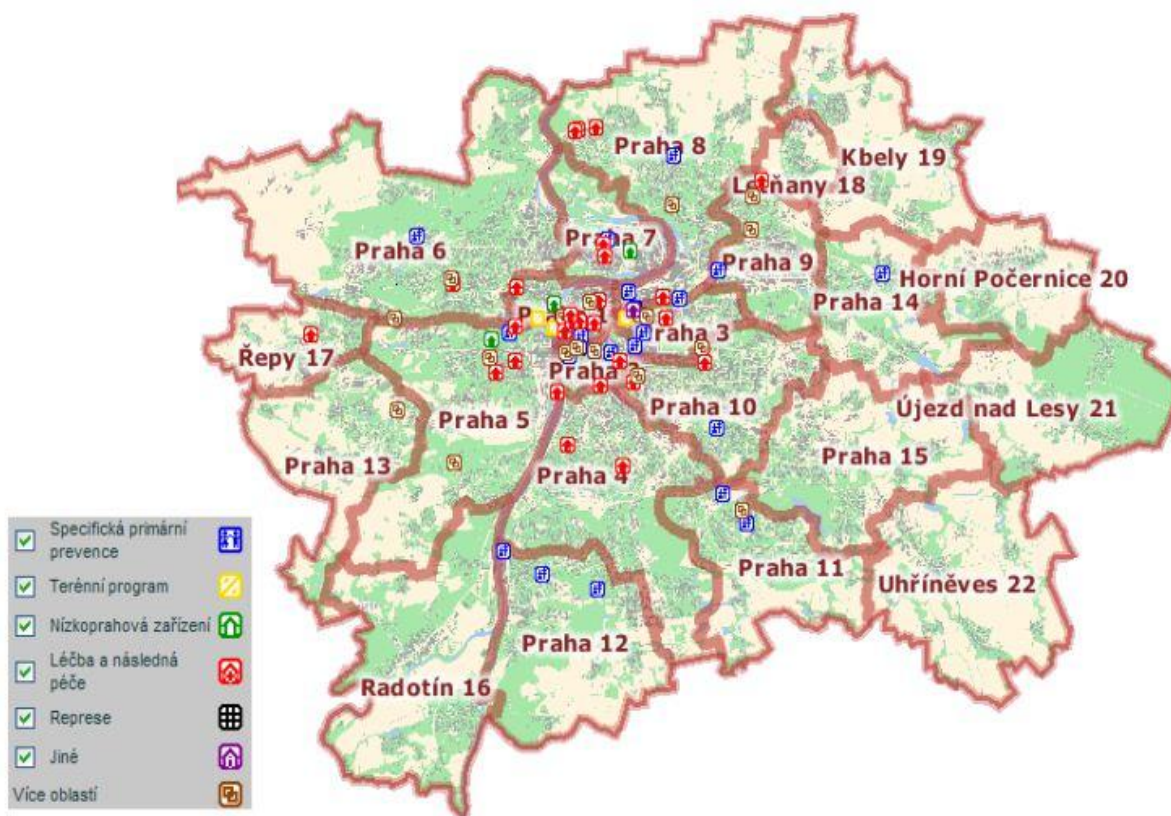 Praha 8
Kbely 19
Letňany 18
Praha 7
Praha 6
Praha 9
Horní Počernice 20
Praha 14
Praha 3
Řepy 17
Praha
Praha 10
Újezd nad Lesy 21
Praha 5
Praha 15
Praha 13
Praha 4
Praha 11
Uhříněves 22
Praha 12
Radotín 16
Specifická primární
prevence
Terénní program
Nízkoprahová zařízení
Léčba a následná
péče
Represe
Jiné
Více oblastí